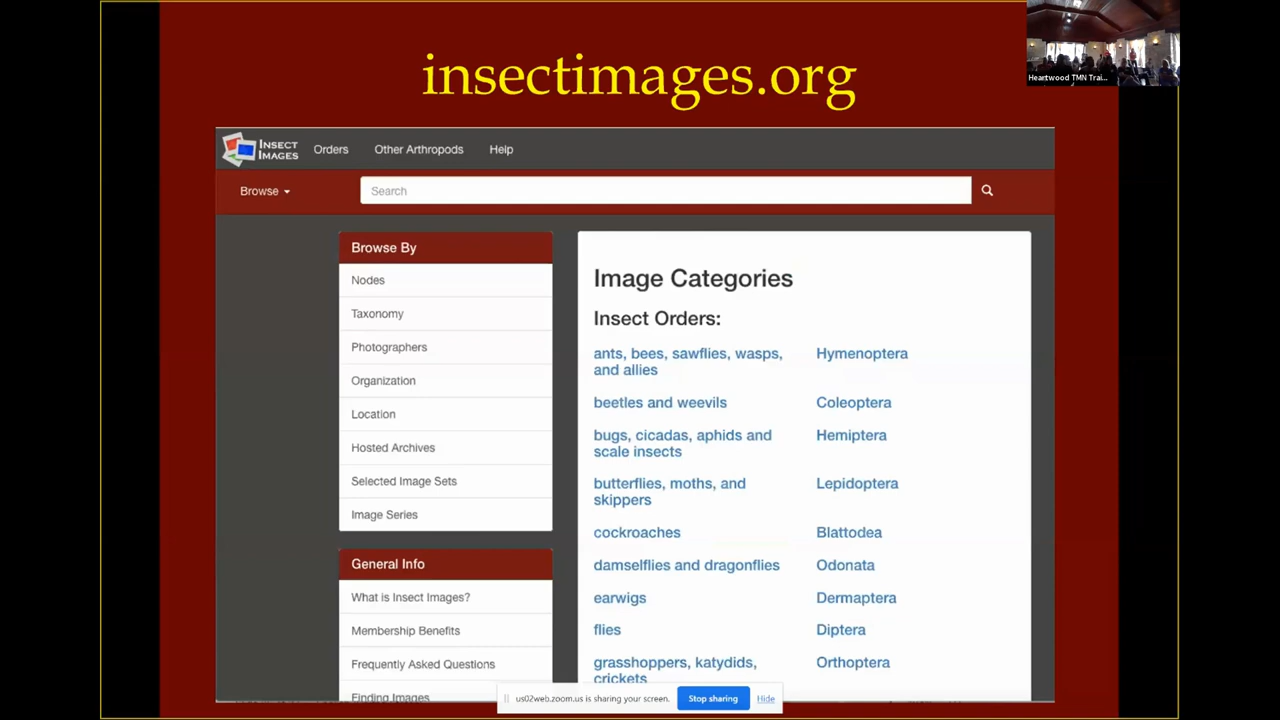 insectimages.org
Heartwood TMN Trai...
INSECT
IMAGES
Orders
Other Arthropods
Help
Browse
Search
Browse By
Nodes
Taxonomy
Photographers
Organization
Location
Hosted Archives
Selected Image Sets
Image Series
General Info
What is Insect Images?
Membership Benefits
Frequently Asked Questions
Finding Images
Image Categories
Insect Orders:
ants, bees, sawflies, wasps,
and allies
Hymenoptera
beetles and weevils
Coleoptera
bugs, cicadas, aphids and
scale insects
Hemiptera
butterflies, moths, and
skippers
Lepidoptera
cockroaches
Blattodea
damselflies and dragonflies
Odonata
earwigs
Dermaptera
flies
Diptera
grasshoppers, katydids,
crickets
Orthoptera
us02web.zoom.us is sharing your screen.
Stop sharing
Hide